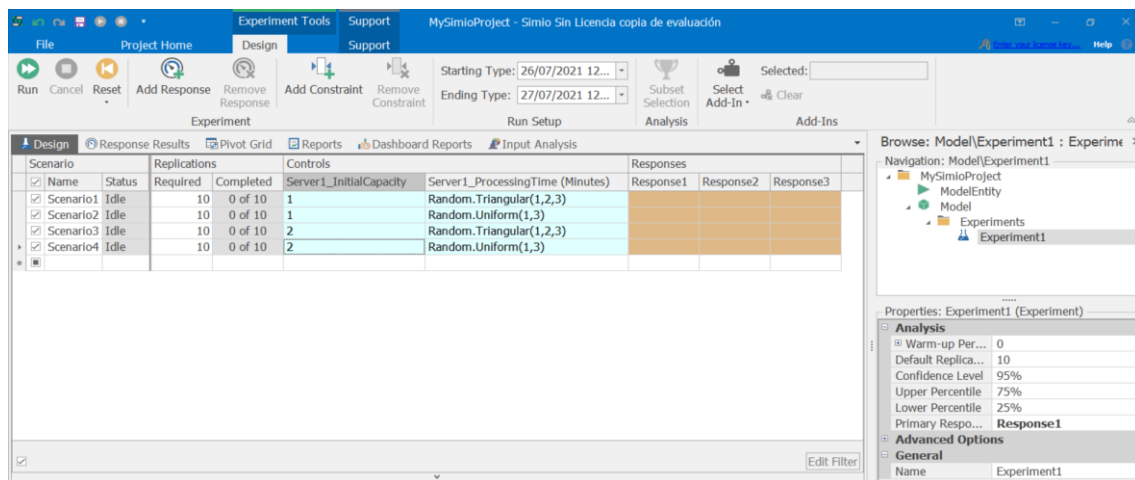 Experiment Tools Support MySimioProject - Simio Sin Licencia copia de evaluación
File Project Home Design Support Enter your license key... Help
Run Cancel Reset Add Response Remove Response Add Constraint Remove Constraint Starting Type: 26/07/2021 12... Ending Type: 27/07/2021 12... Subset Selection Select Add-In Selected: Clear
Experiment Run Setup Analysis Add-Ins
Design Response Results Pivot Grid Reports Dashboard Reports Input Analysis
Scenario Replications Controls Responses
Name Status Required Completed Server1_InitialCapacity Server1_ProcessingTime (Minutes) Response1 Response2 Response3
Scenario1 Idle 10 0 of 10 1 Random.Triangular(1,2,3)
Scenario2 Idle 10 0 of 10 1 Random.Uniform(1,3)
Scenario3 Idle 10 0 of 10 2 Random.Triangular(1,2,3)
Scenario4 Idle 10 0 of 10 2 Random.Uniform(1,3)
Edit Filter
Browse: Model\Experiment1 : Experime
Navigation: Model\Experiment1
MySimioProject
ModelEntity
Model
Experiments
Experiment1
Properties: Experiment1 (Experiment)
Analysis
Warm-up Per... 0
Default Replica... 10
Confidence Level 95%
Upper Percentile 75%
Lower Percentile 25%
Primary Respo... Response1
Advanced Options
General
Name Experiment1